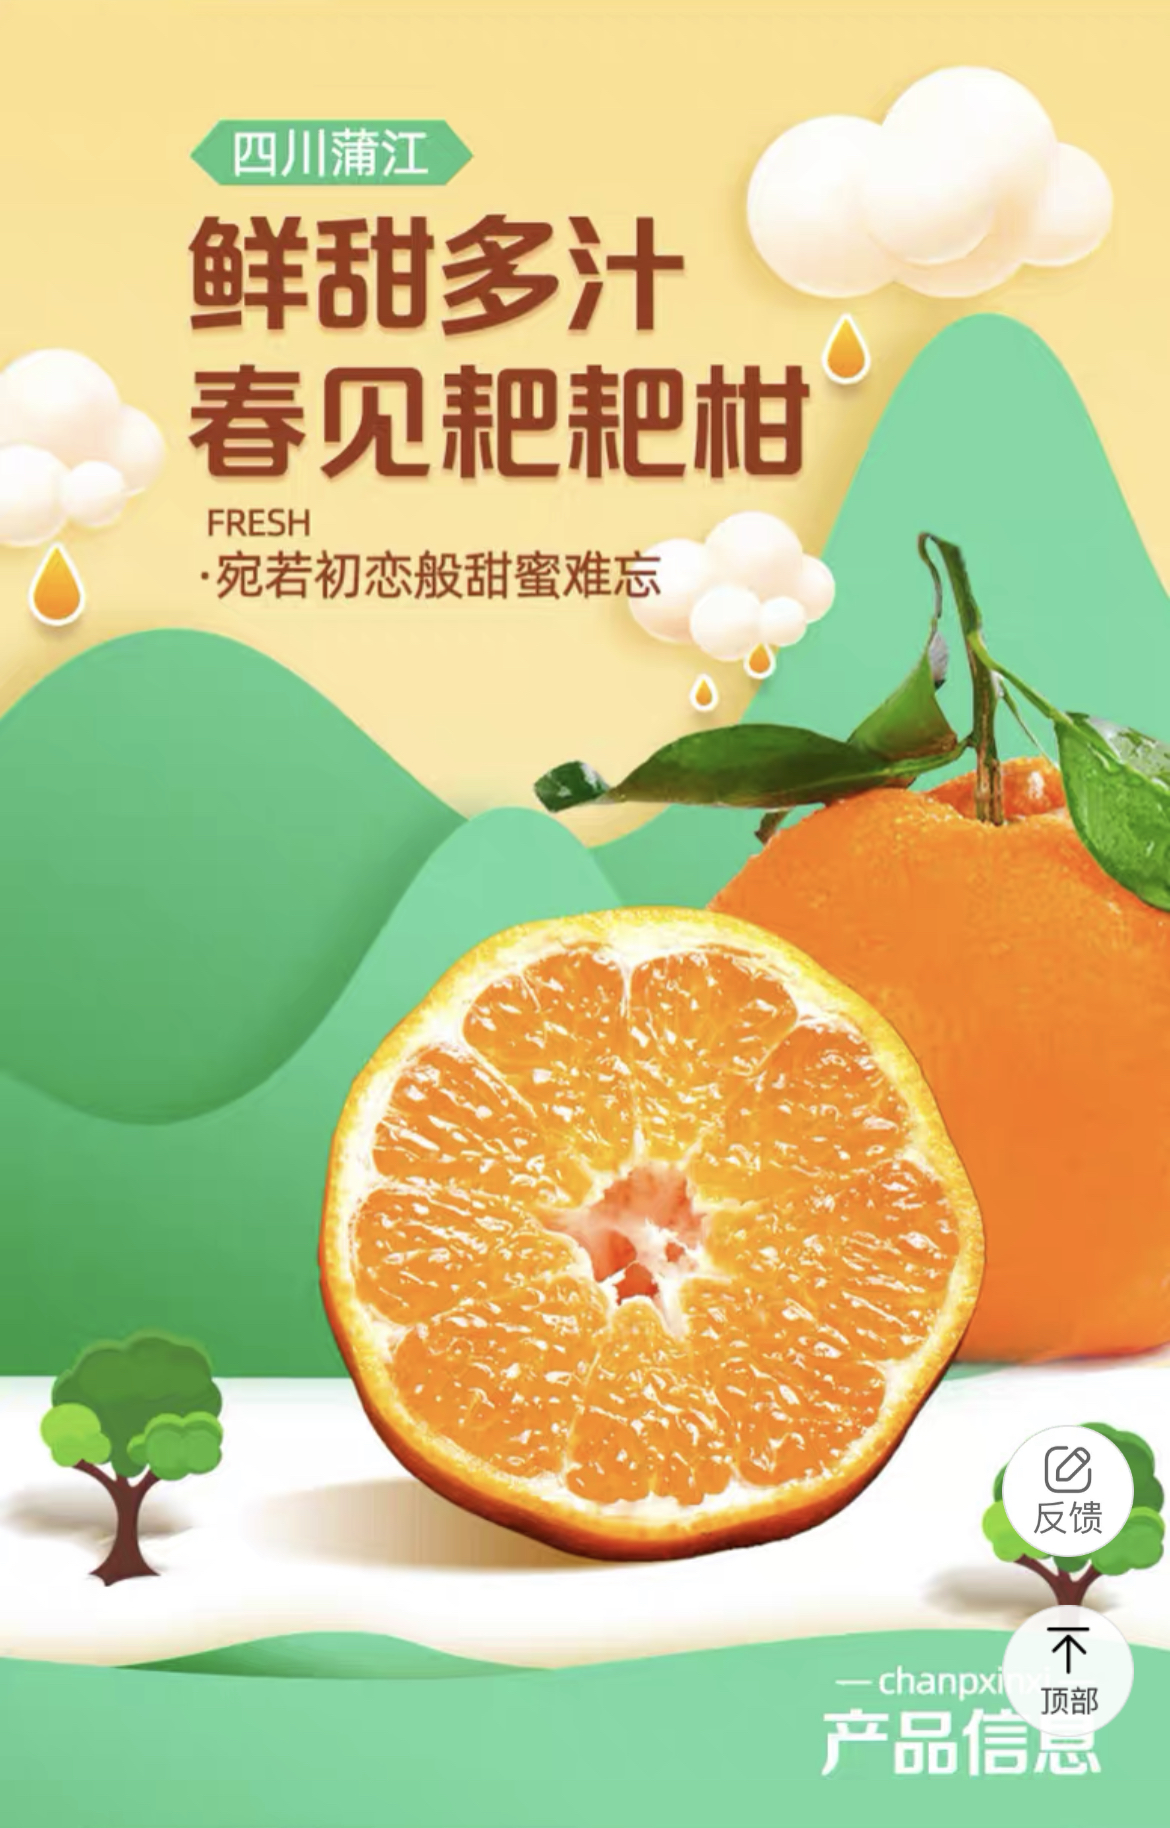 四川蒲江
鲜甜多汁
春见耙耙柑
FRESH
·宛若初恋般甜蜜难忘
反馈
— chanpxinxi
顶部
产品信息